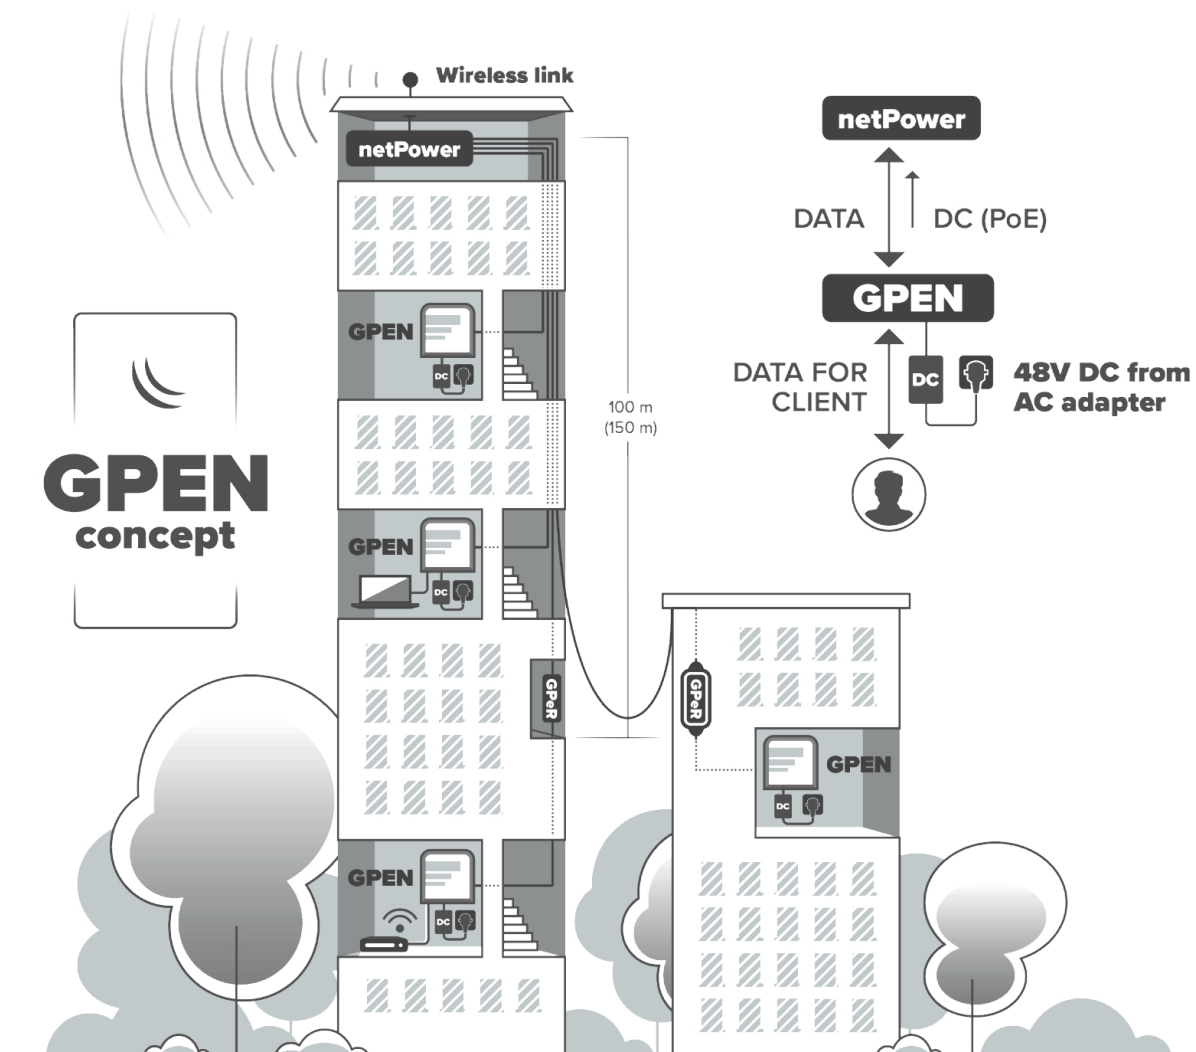 Wireless link
netPower
netPower
DATA
DC (PoE)
GPEN
GPEN
DC
DATA FOR
CLIENT
DC
48V DC from
AC adapter
100 m
(150 m)
GPEN
concept
GPEN
DC
GPeR
GPeR
GPEN
DC
GPEN
DC